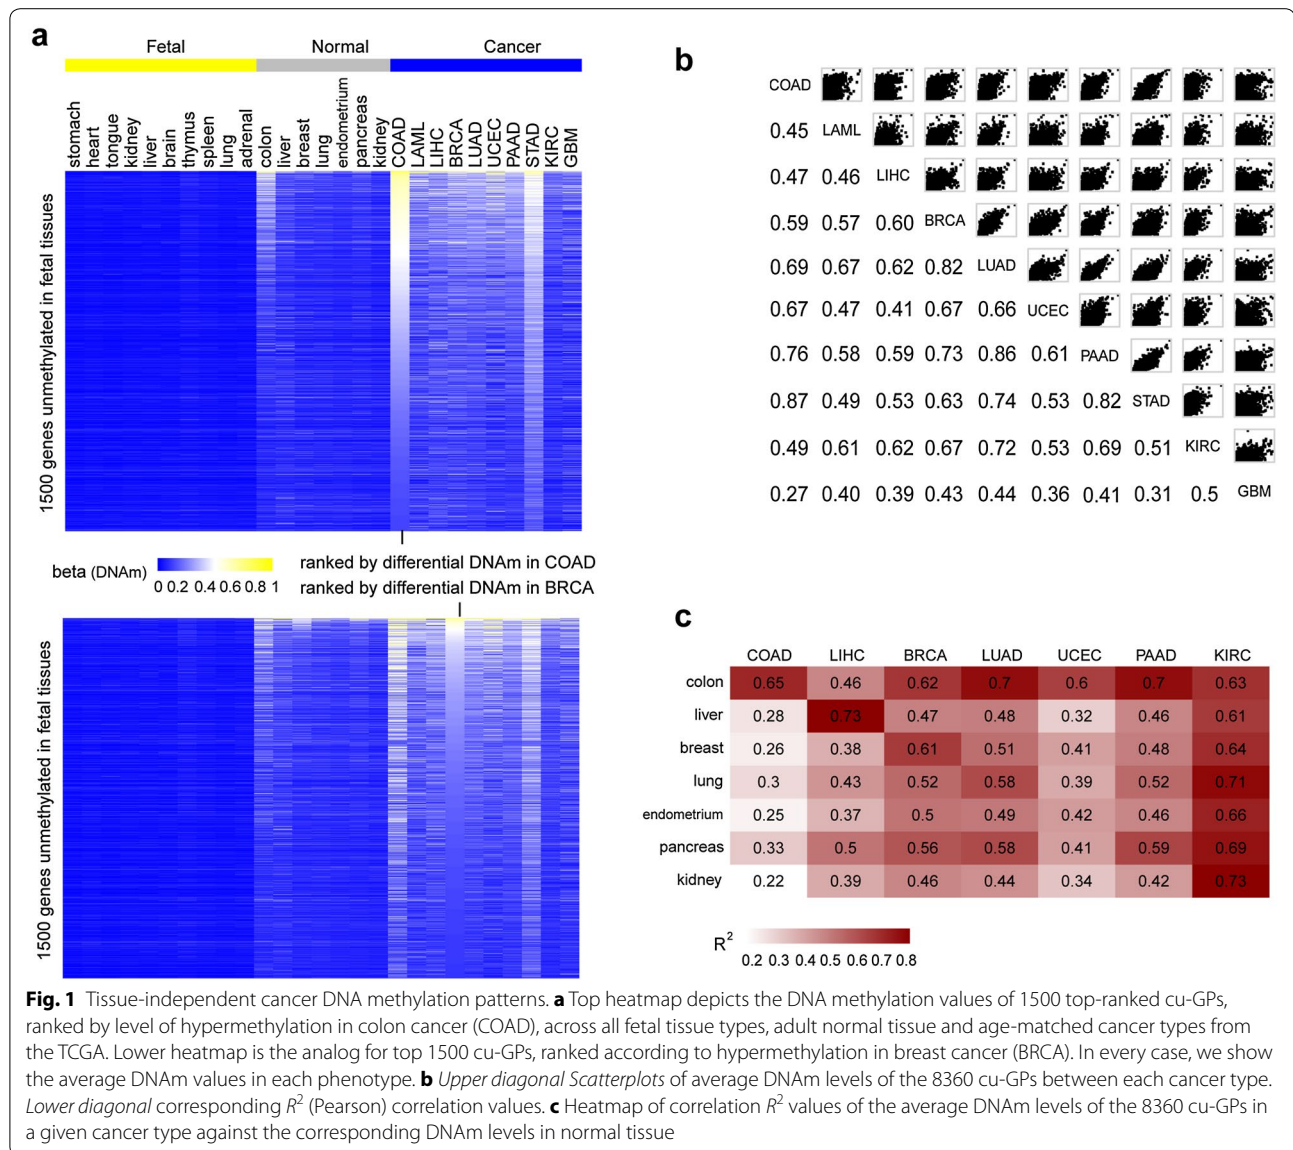 a
Fetal Normal Cancer
stomach
heart
tongue
kidney
liver
brain
thymus
spleen
lung
adrenal
colon
liver
breast
lung
endometrium
pancreas
kidney
COAD
LAML
LIHC
BRCA
LUAD
UCEC
PAAD
STAD
KIRC
GBM
1500 genes unmethylated in fetal tissues
beta (DNAm)
0 0.2 0.4 0.6 0.8 1
ranked by differential DNAm in COAD
ranked by differential DNAm in BRCA
1500 genes unmethylated in fetal tissues
b
COAD
0.45 LAML
0.47 0.46 LIHC
0.59 0.57 0.60 BRCA
0.69 0.67 0.62 0.82 LUAD
0.67 0.47 0.41 0.67 0.66 UCEC
0.76 0.58 0.59 0.73 0.86 0.61 PAAD
0.87 0.49 0.53 0.63 0.74 0.53 0.82 STAD
0.49 0.61 0.62 0.67 0.72 0.53 0.69 0.51 KIRC
0.27 0.40 0.39 0.43 0.44 0.36 0.41 0.31 0.5 GBM
c
COAD LIHC BRCA LUAD UCEC PAAD KIRC
colon 0.65 0.46 0.62 0.7 0.6 0.7 0.63
liver 0.28 0.73 0.47 0.48 0.32 0.46 0.61
breast 0.26 0.38 0.61 0.51 0.41 0.48 0.64
lung 0.3 0.43 0.52 0.58 0.39 0.52 0.71
endometrium 0.25 0.37 0.5 0.49 0.42 0.46 0.66
pancreas 0.33 0.5 0.56 0.58 0.41 0.59 0.69
kidney 0.22 0.39 0.46 0.44 0.34 0.42 0.73
R²
0.2 0.3 0.4 0.5 0.6 0.7 0.8
Fig. 1 Tissue-independent cancer DNA methylation patterns. a Top heatmap depicts the DNA methylation values of 1500 top-ranked cu-GPs,
ranked by level of hypermethylation in colon cancer (COAD), across all fetal tissue types, adult normal tissue and age-matched cancer types from
the TCGA. Lower heatmap is the analog for top 1500 cu-GPs, ranked according to hypermethylation in breast cancer (BRCA). In every case, we show
the average DNAm values in each phenotype. b Upper diagonal Scatterplots of average DNAm levels of the 8360 cu-GPs between each cancer type.
Lower diagonal corresponding R² (Pearson) correlation values. c Heatmap of correlation R² values of the average DNAm levels of the 8360 cu-GPs in
a given cancer type against the corresponding DNAm levels in normal tissue